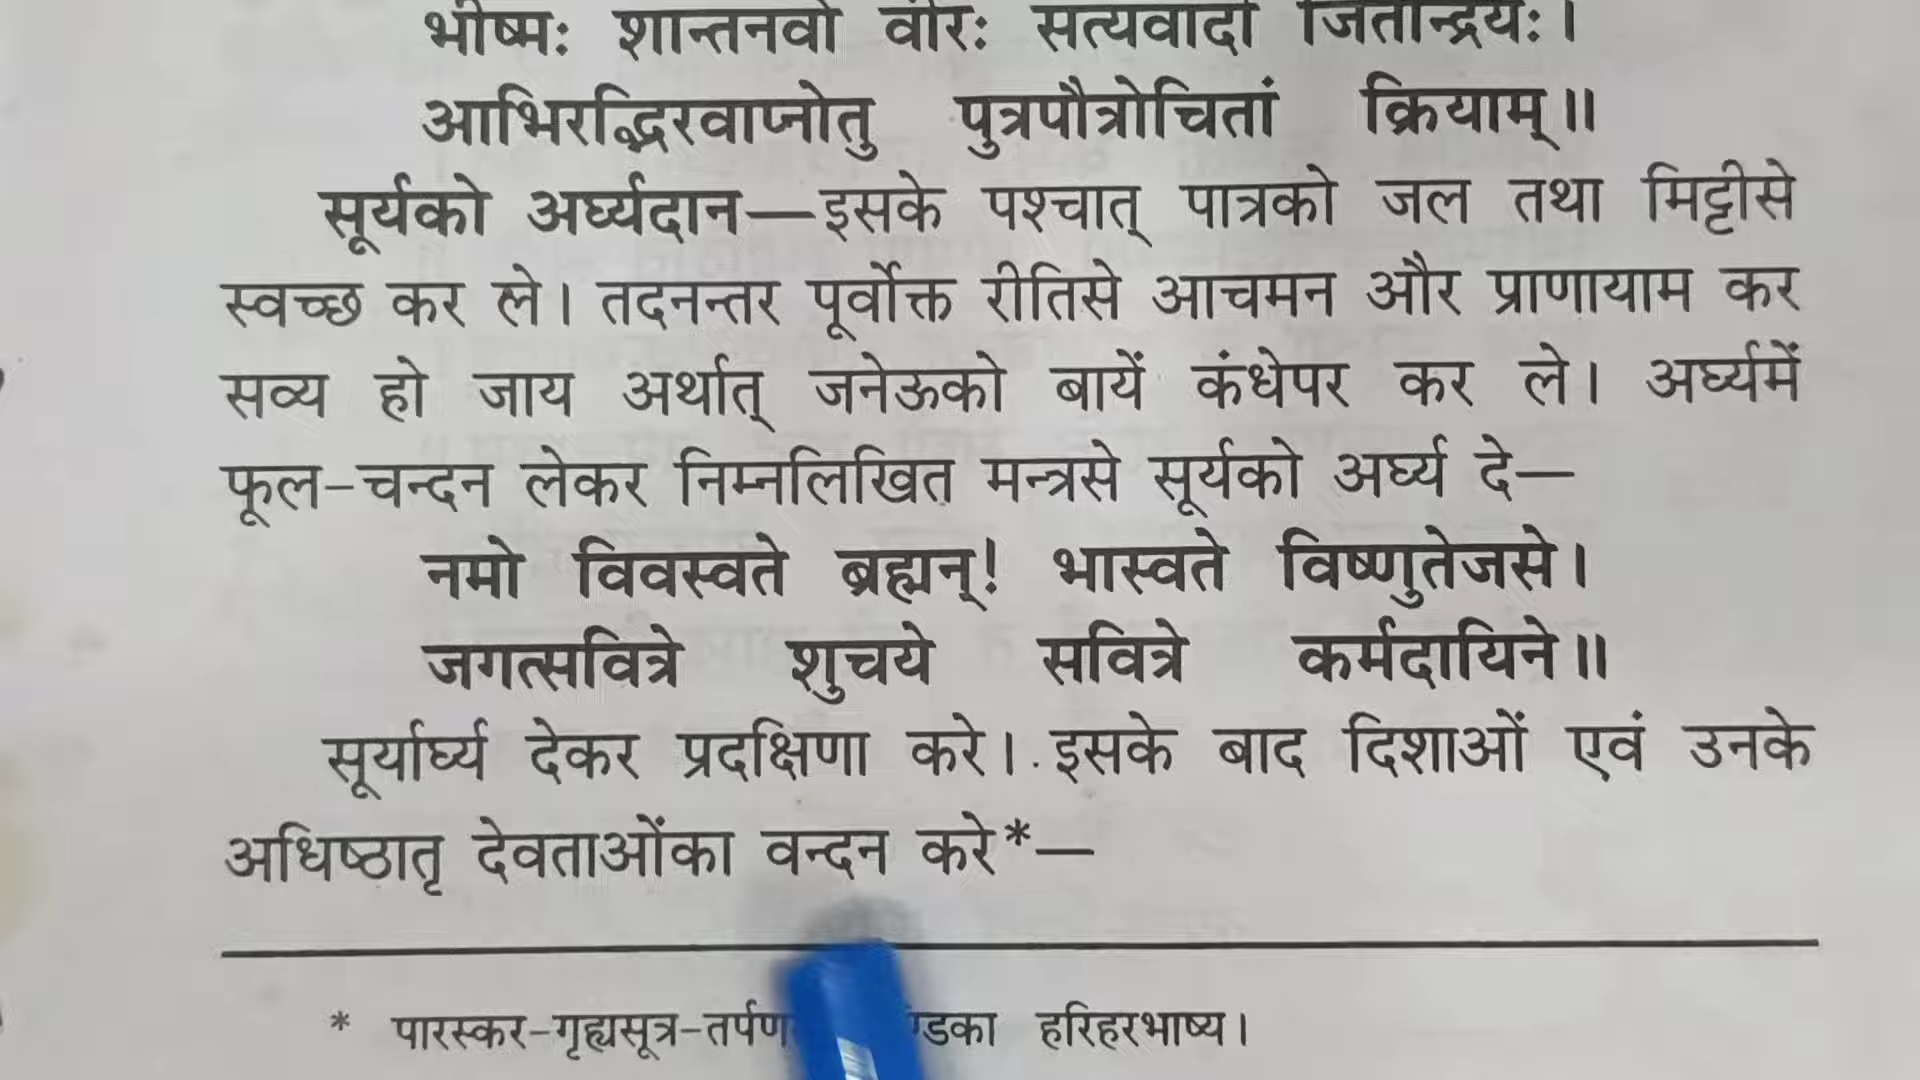 भीष्मः शान्तनवो वीरः सत्यवादी जितेन्द्रियः।
आभिरद्भिरवाप्नोतु पुत्रपौत्रोचितां क्रियाम्॥
सूर्यको अर्घ्यदान—इसके पश्चात् पात्रको जल तथा मिट्टीसे
स्वच्छ कर ले। तदनन्तर पूर्वोक्त रीतिसे आचमन और प्राणायाम कर
सव्य हो जाय अर्थात् जनेऊको बायें कंधेपर कर ले। अर्घ्यमें
फूल-चन्दन लेकर निम्नलिखित मन्त्रसे सूर्यको अर्घ्य दे—
नमो विवस्वते ब्रह्मन्! भास्वते विष्णुतेजसे।
जगत्सवित्रे शुचये सवित्रे कर्मदायिने॥
सूर्यार्घ्य देकर प्रदक्षिणा करे। इसके बाद दिशाओं एवं उनके
अधिष्ठातृ देवताओंका वन्दन करे*—
* पारस्कर-गृह्यसूत्र-तर्पण हरिहरभाष्य।